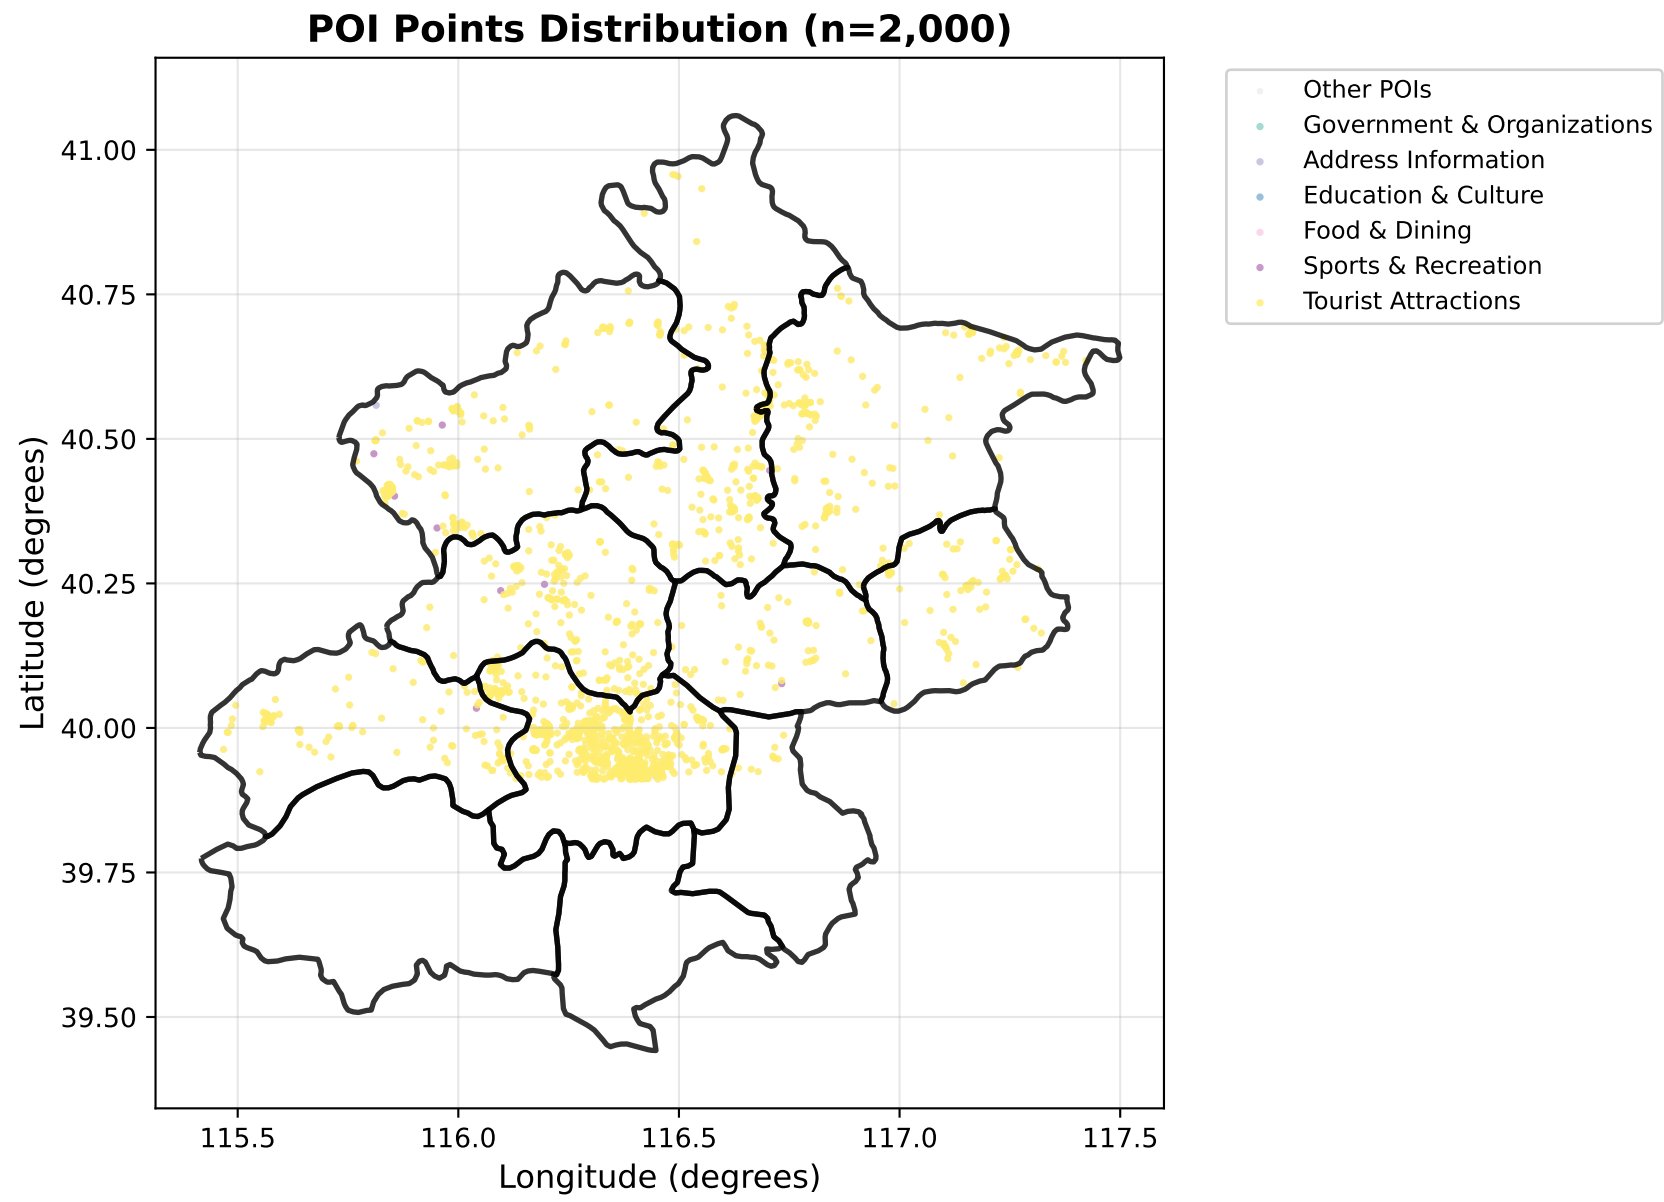 POI Points Distribution (n=2,000)
Other POIs
Government & Organizations
Address Information
Education & Culture
Food & Dining
Sports & Recreation
Tourist Attractions
Latitude (degrees)
41.00
40.75
40.50
40.25
40.00
39.75
39.50
115.5 116.0 116.5 117.0 117.5
Longitude (degrees)